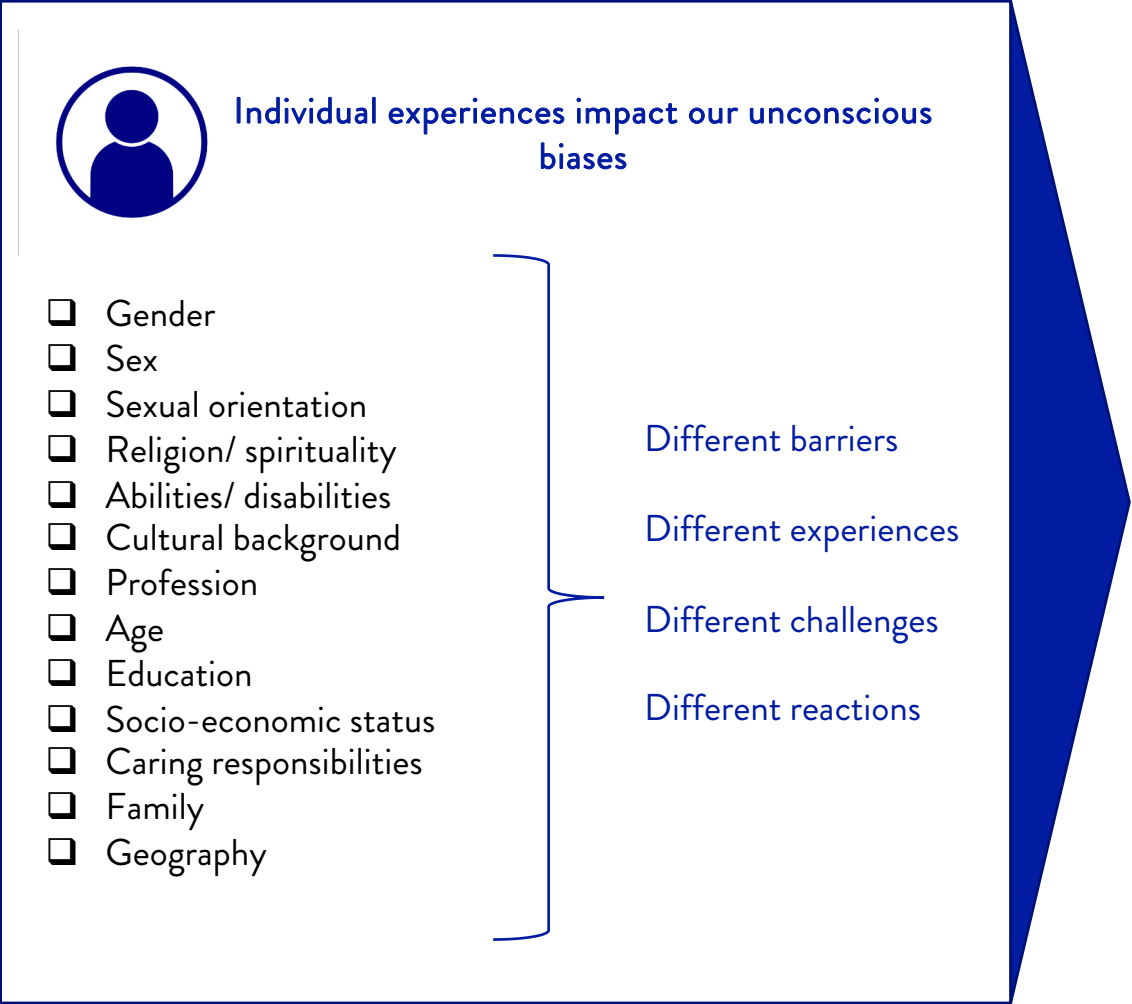 Individual experiences impact our unconscious
biases
Gender
Sex
Sexual orientation
Religion/ spirituality
Abilities/ disabilities
Cultural background
Profession
Age
Education
Socio-economic status
Caring responsibilities
Family
Geography
Different barriers
Different experiences
Different challenges
Different reactions